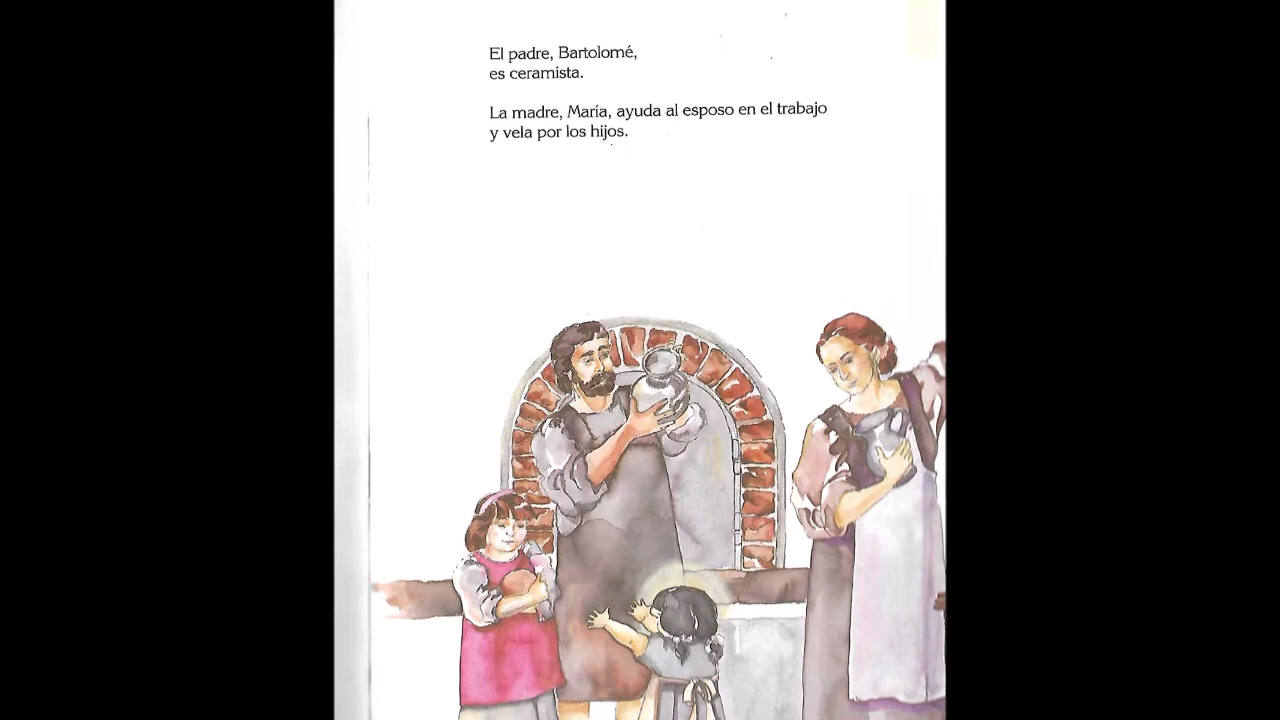 El padre, Bartolomé,
es ceramista.
La madre, María, ayuda al esposo en el trabajo
y vela por los hijos.